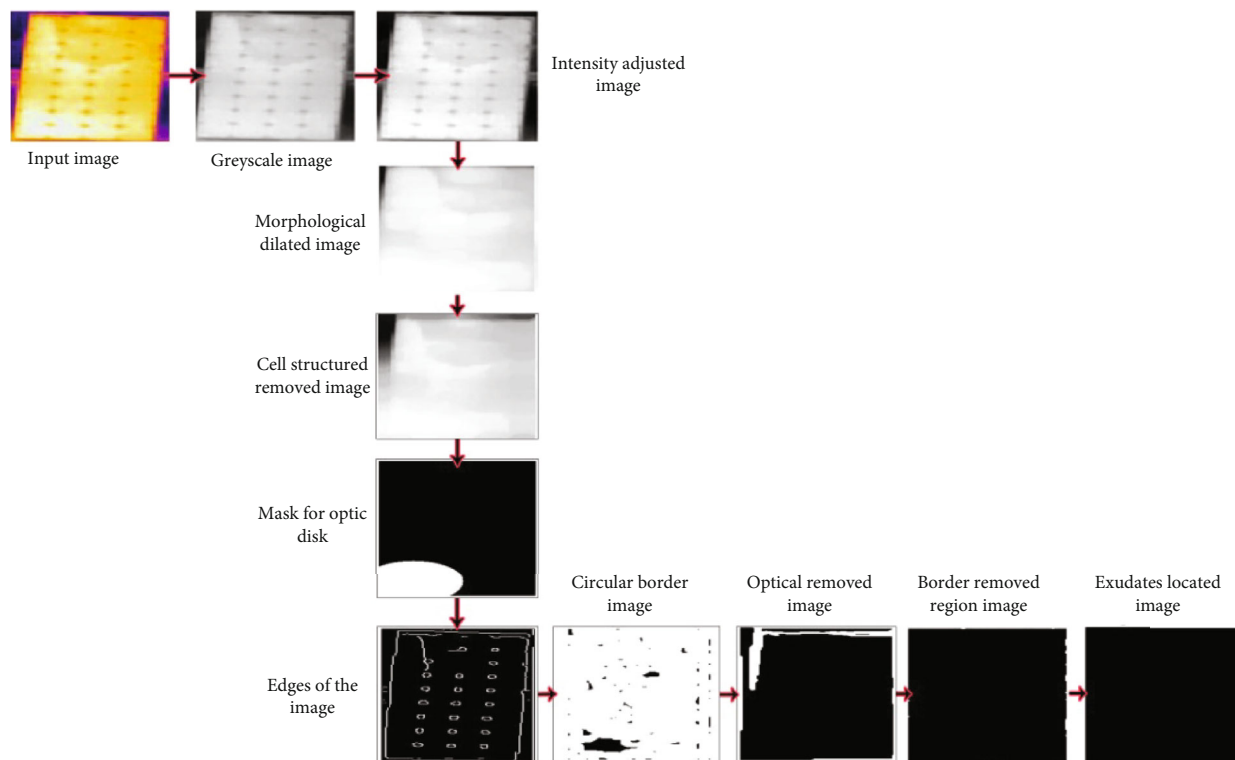 Input image
Greyscale image
Intensity adjusted
image
Morphological
dilated image
Cell structured
removed image
Mask for optic
disk
Edges of the
image
Circular border
image
Optical removed
image
Border removed
region image
Exudates located
image